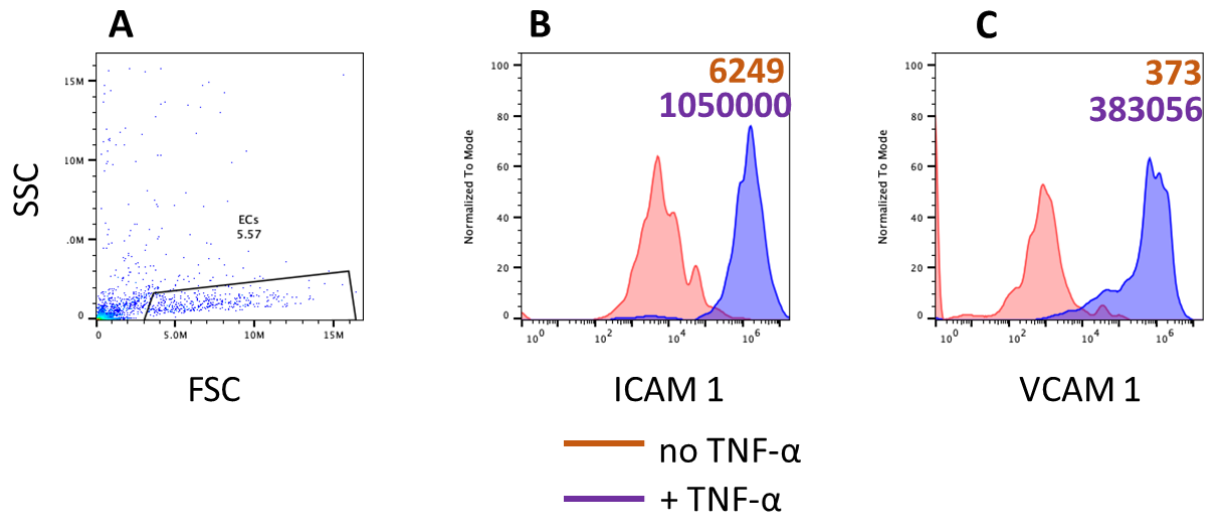 A
SSC
15M
10M
.0M
0
ECs
5.57
0
5.0M
10M
15M
FSC
B
6249
1050000
Normalized To Mode
100
80
60
40
20
0
10^0
10^2
10^4
10^6
ICAM 1
C
373
383056
Normalized To Mode
100
80
60
40
20
0
10^0
10^2
10^4
10^6
VCAM 1
no TNF-α
+ TNF-α